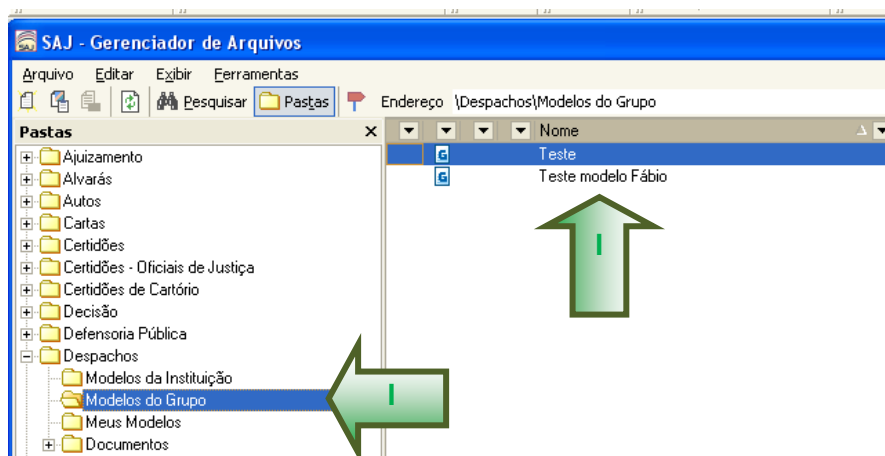 SAJ - Gerenciador de Arquivos
Arquivo Editar Exibir Ferramentas
Pesquisar Pastas Endereço \Despachos\Modelos do Grupo
Pastas Nome
Ajuizamento
Teste
Alvarás
Teste modelo Fábio
Autos
Cartas
Certidões
I
Certidões - Oficiais de Justiça
Certidões de Cartório
Decisão
Defensoria Pública
Despachos
Modelos da Instituição
Modelos do Grupo
I
Meus Modelos
Documentos